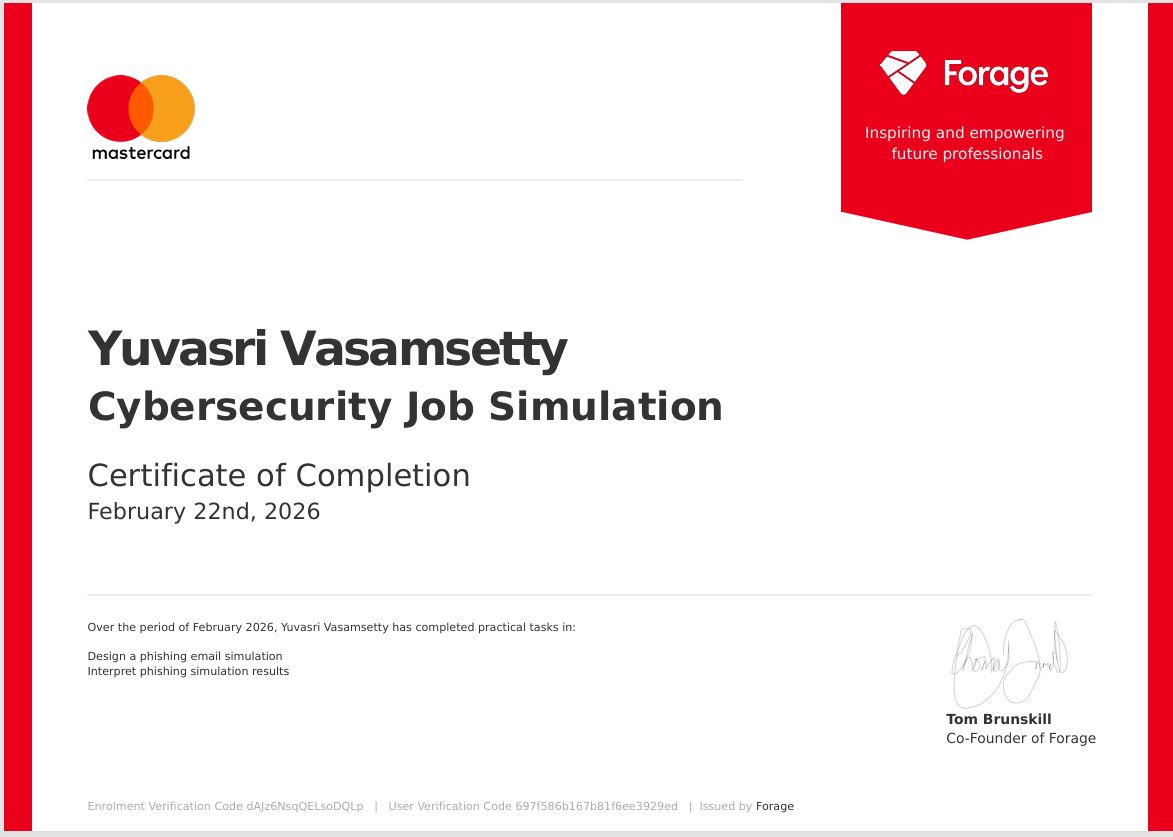 mastercard
Forage
Inspiring and empowering
future professionals
Yuvasri Vasamsetty
Cybersecurity Job Simulation
Certificate of Completion
February 22nd, 2026
Over the period of February 2026, Yuvasri Vasamsetty has completed practical tasks in:
Design a phishing email simulation
Interpret phishing simulation results
Tom Brunskill
Co-Founder of Forage
Enrolment Verification Code dAJz6NsqQELsoDQLp | User Verification Code 697f586b167b81f6ee3929ed | Issued by Forage